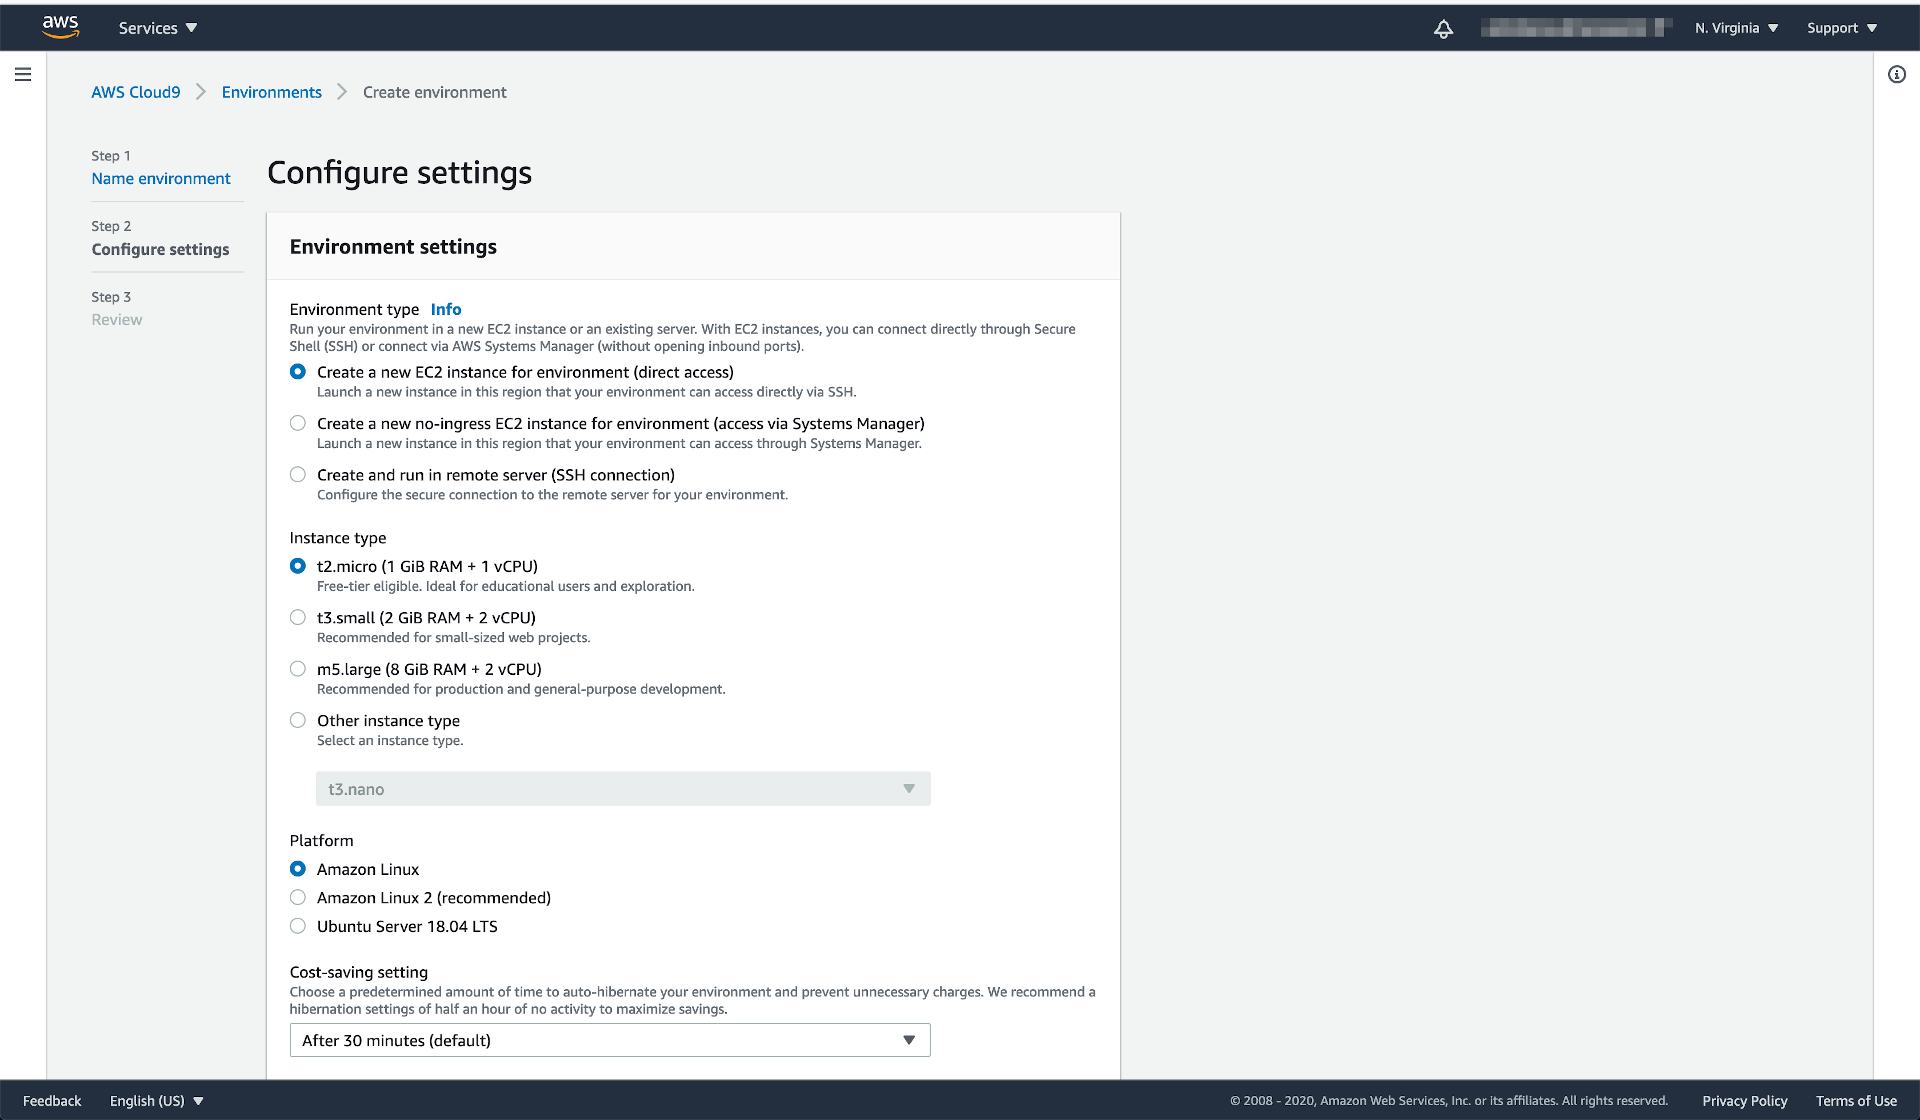 aws
Services
N. Virginia
Support
AWS Cloud9 > Environments > Create environment
Step 1
Name environment
Step 2
Configure settings
Step 3
Review
Configure settings
Environment settings
Environment type Info
Run your environment in a new EC2 instance or an existing server. With EC2 instances, you can connect directly through Secure
Shell (SSH) or connect via AWS Systems Manager (without opening inbound ports).
Create a new EC2 instance for environment (direct access)
Launch a new instance in this region that your environment can access directly via SSH.
Create a new no-ingress EC2 instance for environment (access via Systems Manager)
Launch a new instance in this region that your environment can access through Systems Manager.
Create and run in remote server (SSH connection)
Configure the secure connection to the remote server for your environment.
Instance type
t2.micro (1 GiB RAM + 1 vCPU)
Free-tier eligible. Ideal for educational users and exploration.
t3.small (2 GiB RAM + 2 vCPU)
Recommended for small-sized web projects.
m5.large (8 GiB RAM + 2 vCPU)
Recommended for production and general-purpose development.
Other instance type
Select an instance type.
t3.nano
Platform
Amazon Linux
Amazon Linux 2 (recommended)
Ubuntu Server 18.04 LTS
Cost-saving setting
Choose a predetermined amount of time to auto-hibernate your environment and prevent unnecessary charges. We recommend a
hibernation settings of half an hour of no activity to maximize savings.
After 30 minutes (default)
Feedback
English (US)
© 2008 - 2020, Amazon Web Services, Inc. or its affiliates. All rights reserved.
Privacy Policy
Terms of Use